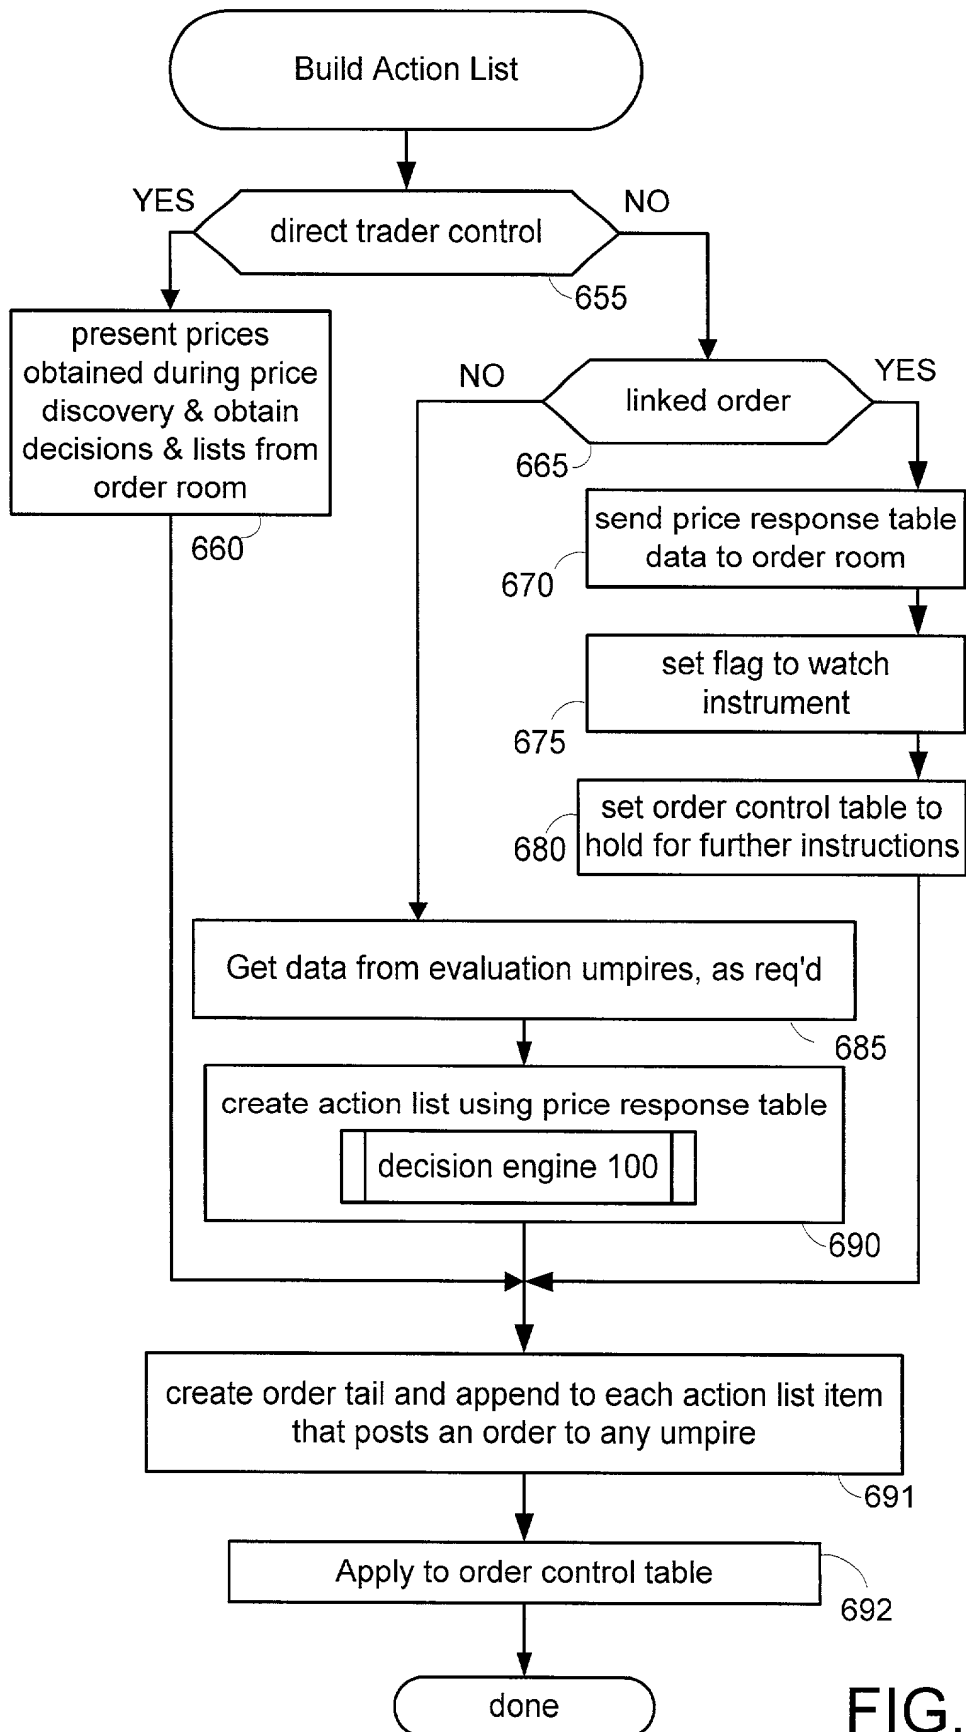 Build Action List
YES
NO
direct trader control
655
present prices
obtained during price
discovery & obtain
decisions & lists from
order room
660
NO
YES
linked order
665
send price response table
data to order room
670
set flag to watch
instrument
675
set order control table to
hold for further instructions
680
Get data from evaluation umpires, as req'd
685
create action list using price response table
decision engine 100
690
create order tail and append to each action list item
that posts an order to any umpire
691
Apply to order control table
692
done
FIG.